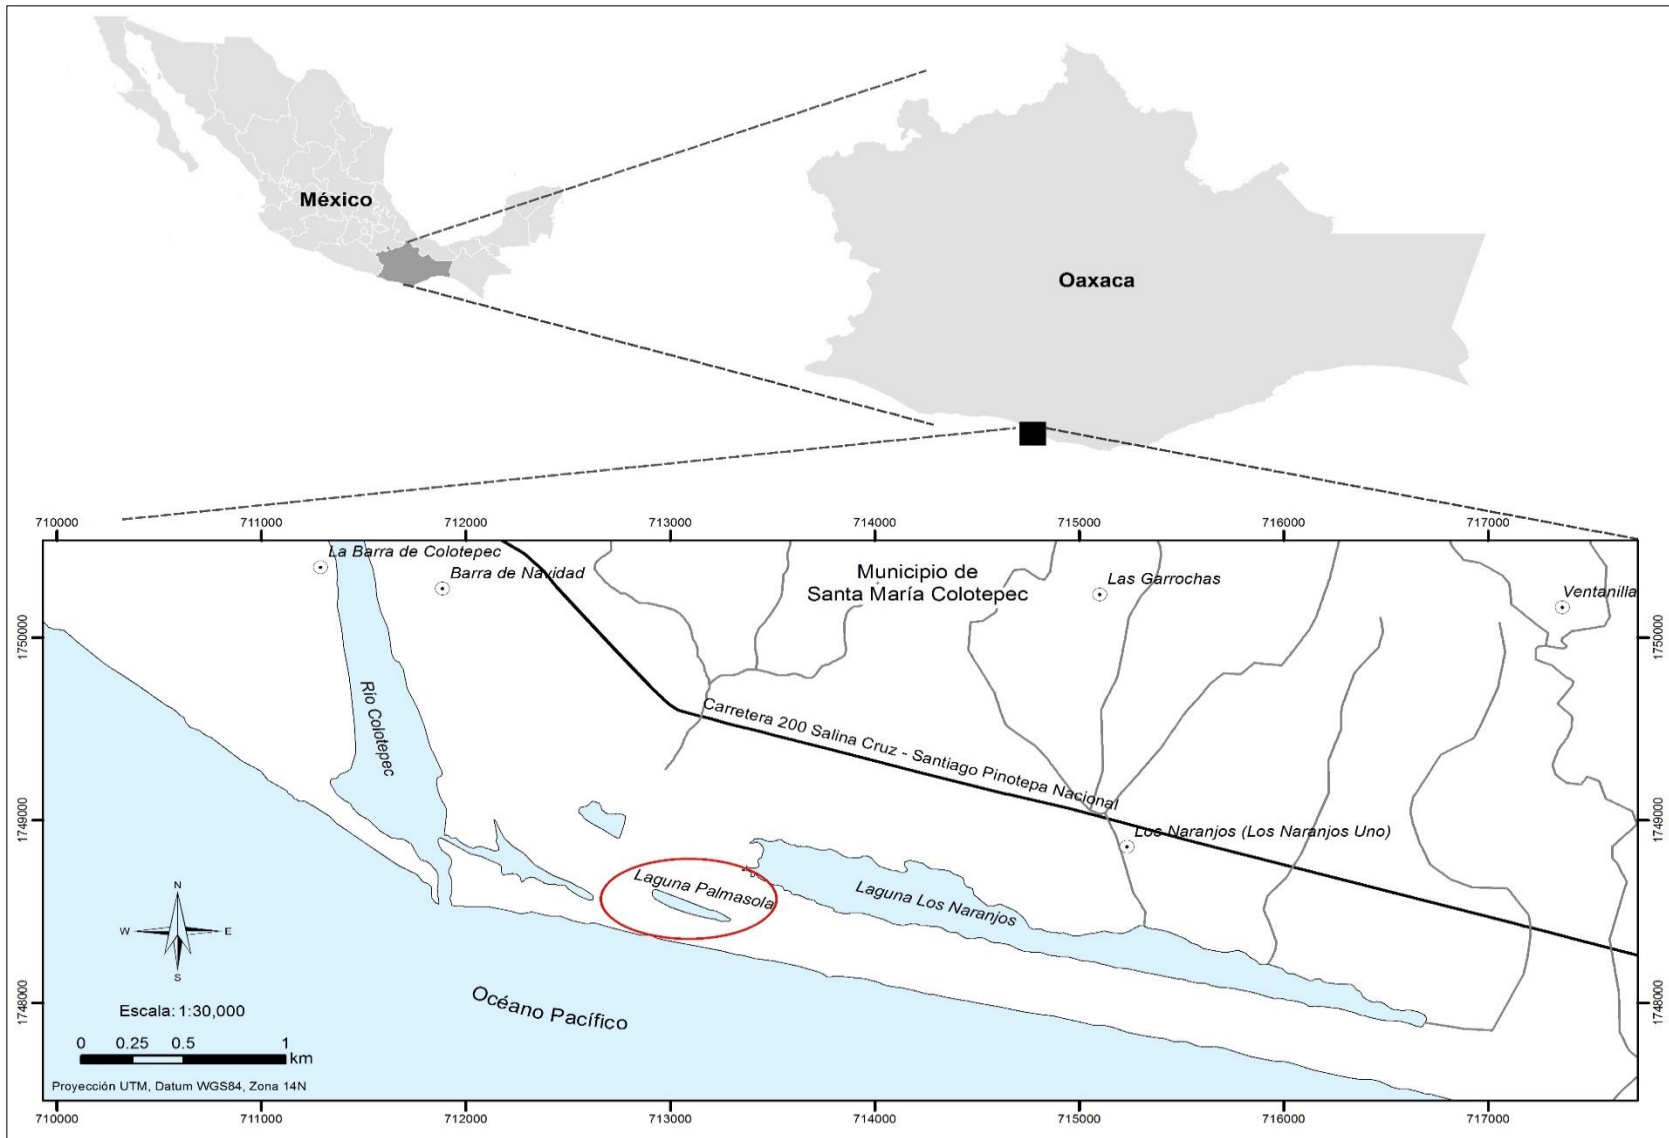 México
Oaxaca
710000 711000 712000 713000 714000 715000 716000 717000
La Barra de Colotepec
Barra de Navidad
Municipio de
Santa María Colotepec
Las Garrochas
Ventanilla
1750000 1750000
Río Colotepec
Carretera 200 Salina Cruz - Santiago Pinotepa Nacional
1749000 1749000
Los Naranjos (Los Naranjos Uno)
Laguna Palmasola
Laguna Los Naranjos
N
W E
S
1748000 1748000
Océano Pacífico
Escala: 1:30,000
0 0.25 0.5 1
km
Proyección UTM, Datum WGS84, Zona 14N
710000 711000 712000 713000 714000 715000 716000 717000